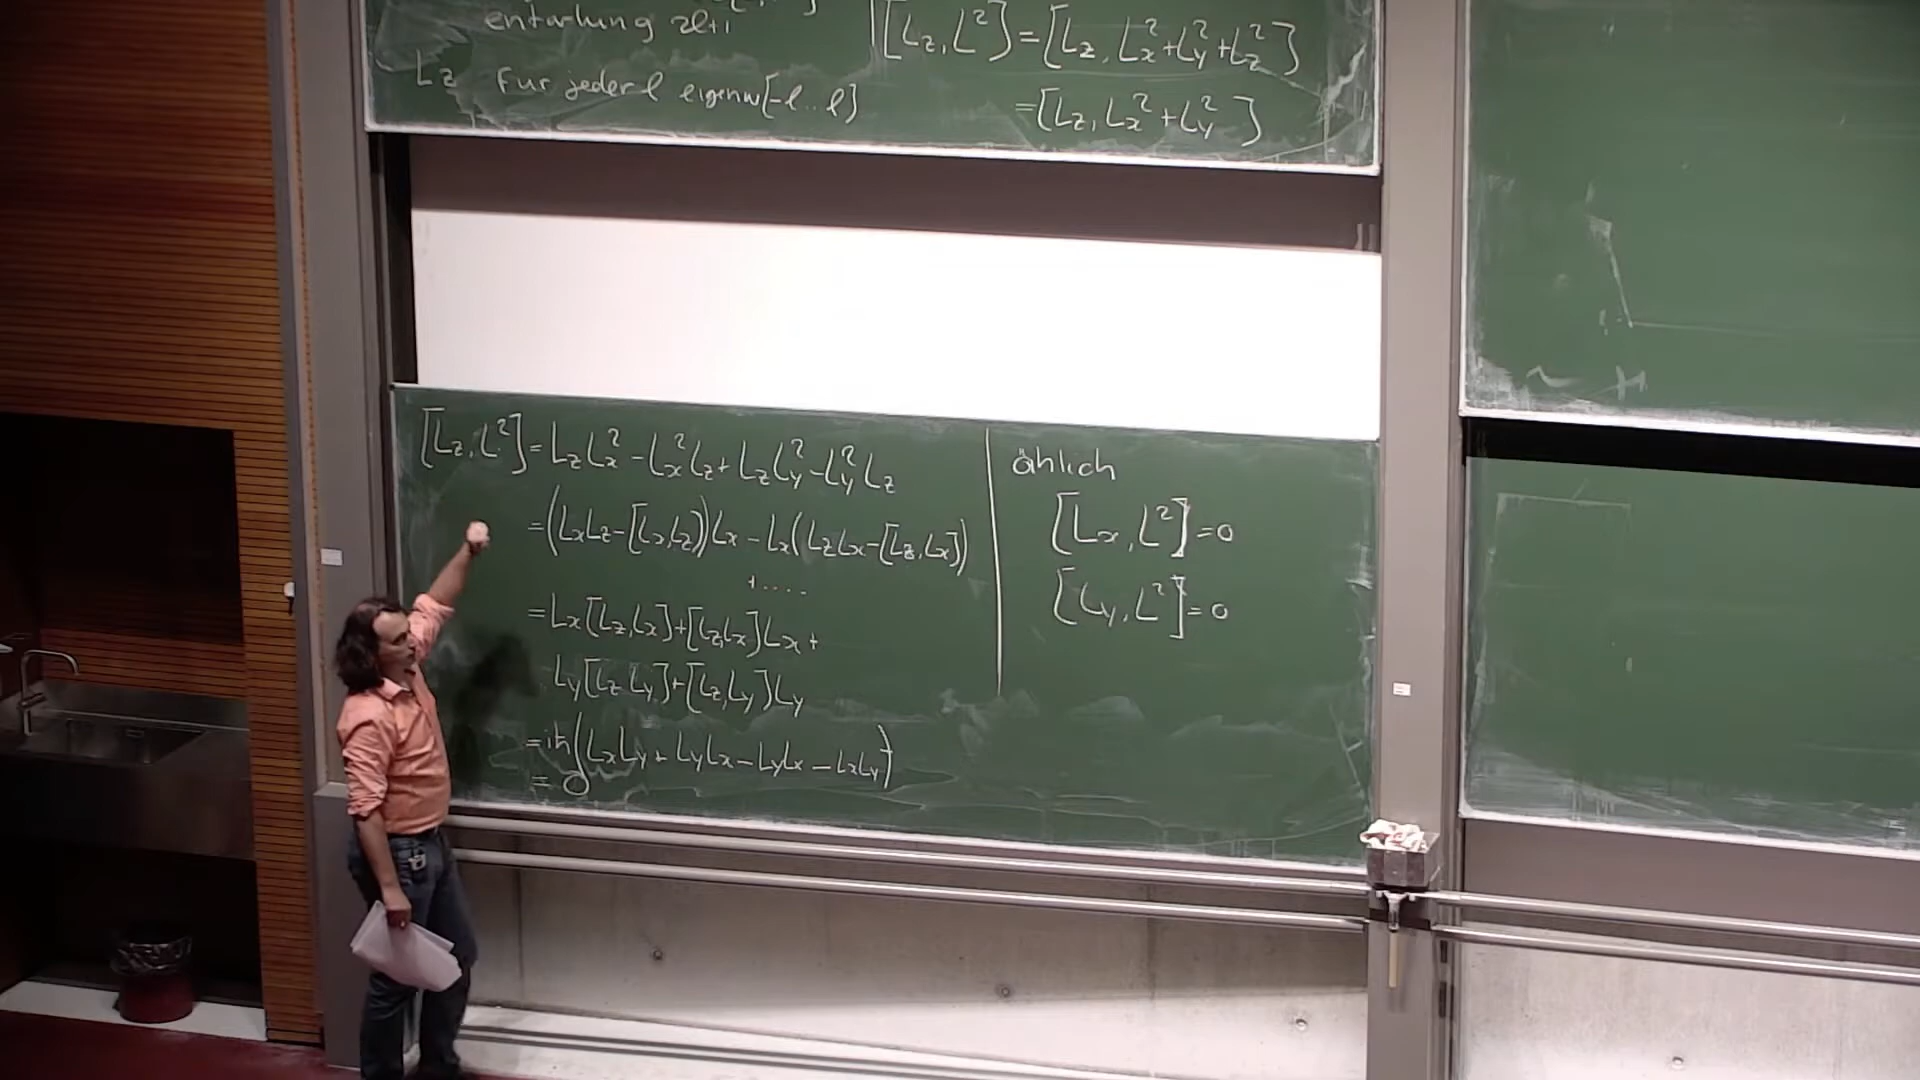 entartung 2l+1
Lz für jeder l eigenw[-l..l]
[Lz, L²] = [Lz, Lx²+Ly²+Lz²]
=[Lz, Lx²+Ly²]
[Lz, L²] = LzLx² - Lx²Lz + LzLy² - Ly²Lz
=(LxLz-[Lx,Lz])Lx - Lx(LzLx-[Lz,Lx])
+....
=Lx[Lz,Lx]+[Lz,Lx]Lx+
Ly[Lz,Ly]+[Lz,Ly]Ly
=iħ(LxLy + LyLx - LyLx - LxLy)
= 0
ählich
[Lx, L²]=0
[Ly, L²]=0